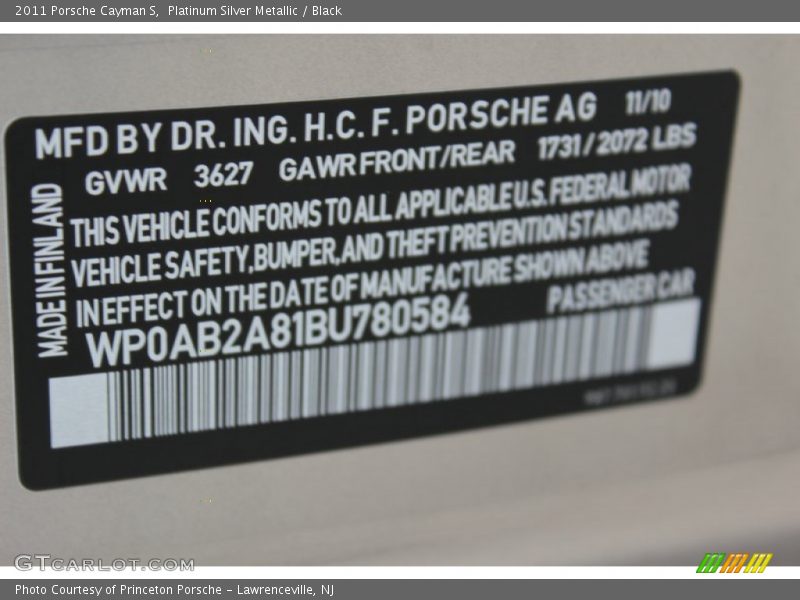 2011 Porsche Cayman S,  Platinum Silver Metallic / Black
MFD BY DR. ING. H.C. F. PORSCHE AG 11/10
GVWR 3627 GAWR FRONT/REAR 1731/2072 LBS
MADE IN FINLAND
THIS VEHICLE CONFORMS TO ALL APPLICABLE U.S. FEDERAL MOTOR
VEHICLE SAFETY, BUMPER, AND THEFT PREVENTION STANDARDS
IN EFFECT ON THE DATE OF MANUFACTURE SHOWN ABOVE
WP0AB2A81BU780584 PASSENGER CAR
GTCARLOT.COM
Photo Courtesy of Princeton Porsche – Lawrenceville, NJ